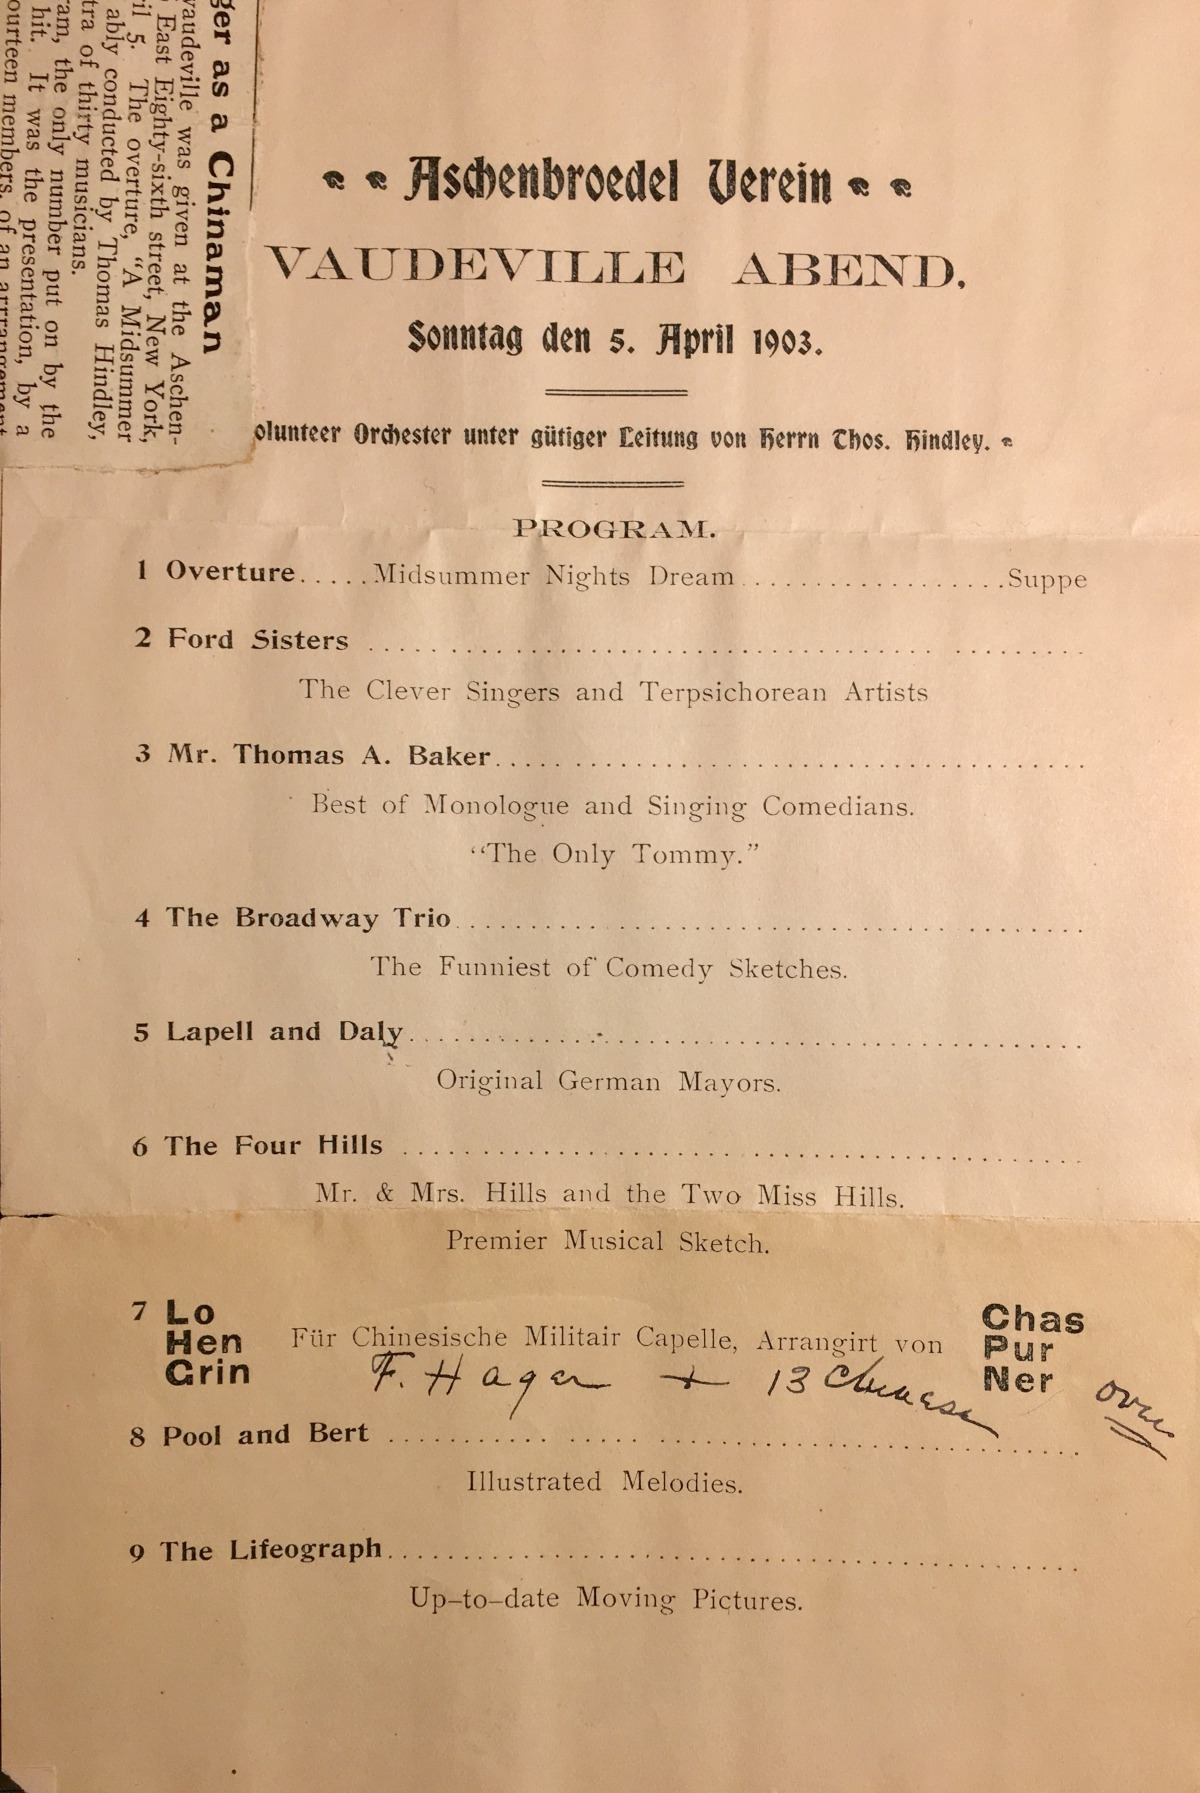 ger as a Chinaman
vaudeville was given at the Aschen-
East Eighty-sixth street, New York,
il 5. The overture, "A Midsummer
ably conducted by Thomas Hindley,
tra of thirty musicians.
ram, the only number put on by the
hit. It was the presentation, by a
ourteen members, of an arrangement
Aschenbroedel Verein
VAUDEVILLE ABEND.
Sonntag den 5. April 1903.
olunteer Orchester unter gütiger Leitung von Herrn Thos. Hindley.
PROGRAM.
1 Overture.....Midsummer Nights Dream..................Suppe
2 Ford Sisters
The Clever Singers and Terpsichorean Artists
3 Mr. Thomas A. Baker
Best of Monologue and Singing Comedians.
"The Only Tommy."
4 The Broadway Trio
The Funniest of Comedy Sketches.
5 Lapell and Daly
Original German Mayors.
6 The Four Hills
Mr. & Mrs. Hills and the Two Miss Hills.
Premier Musical Sketch.
7 Lo Hen Grin Für Chinesische Militair Capelle, Arrangirt von Chas Pur Ner
F. Hager + 13 Chinese
over
8 Pool and Bert
Illustrated Melodies.
9 The Lifeograph
Up-to-date Moving Pictures.